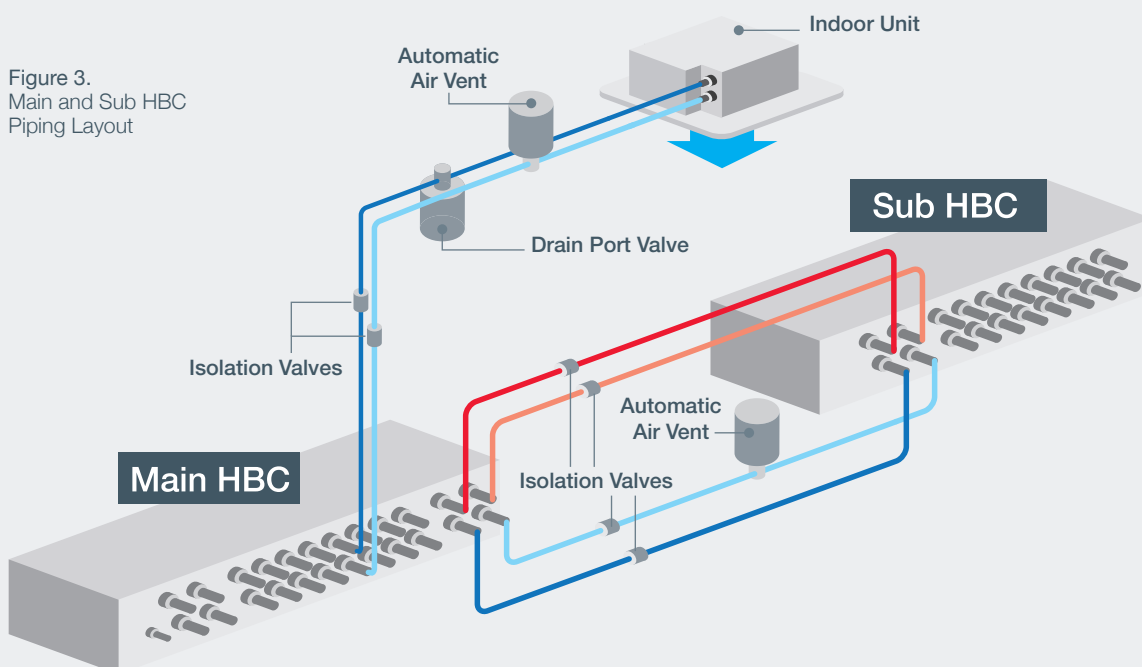 Figure 3.
Main and Sub HBC
Piping Layout
Automatic
Air Vent
Indoor Unit
Drain Port Valve
Isolation Valves
Sub HBC
Automatic
Air Vent
Isolation Valves
Main HBC